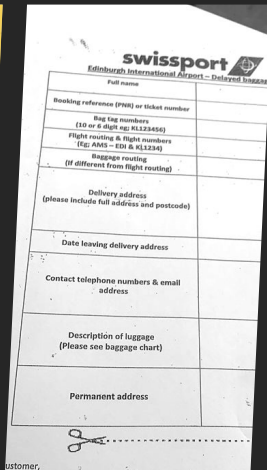 swissport
Edinburgh International Airport – Delayed baggag
Full name
Booking reference (PNR) or ticket number
Bag tag numbers
(10 or 6 digit eg; KL123456)
Flight routing & flight numbers
(Eg; AMS – EDI & KL1234)
Baggage routing
(If different from flight routing)
Delivery address
(please include full address and postcode)
Date leaving delivery address
Contact telephone numbers & email
address
Description of luggage
(Please see baggage chart)
Permanent address
ustomer,